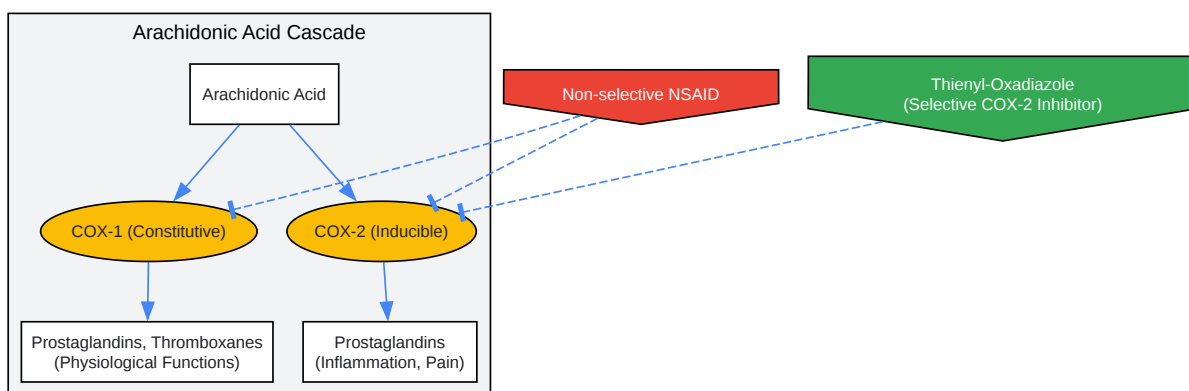 Arachidonic Acid Cascade
Arachidonic Acid
Non-selective NSAID
Thienyl-Oxadiazole
(Selective COX-2 Inhibitor)
COX-1 (Constitutive)
COX-2 (Inducible)
Prostaglandins, Thromboxanes
(Physiological Functions)
Prostaglandins
(Inflammation, Pain)